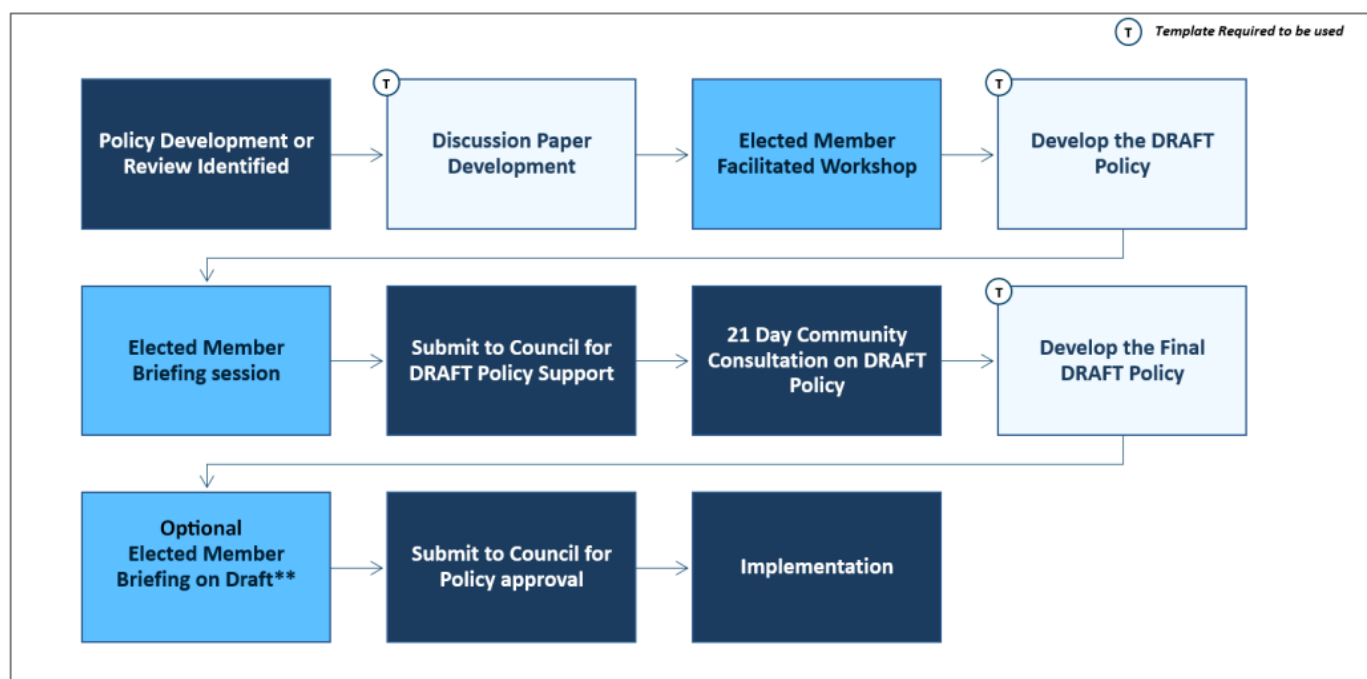 T Template Required to be used
T
T
Policy Development or
Review Identified
Discussion Paper
Development
Elected Member
Facilitated Workshop
Develop the DRAFT
Policy
T
Elected Member
Briefing session
Submit to Council for
DRAFT Policy Support
21 Day Community
Consultation on DRAFT
Policy
Develop the Final
DRAFT Policy
Optional
Elected Member
Briefing on Draft**
Submit to Council for
Policy approval
Implementation